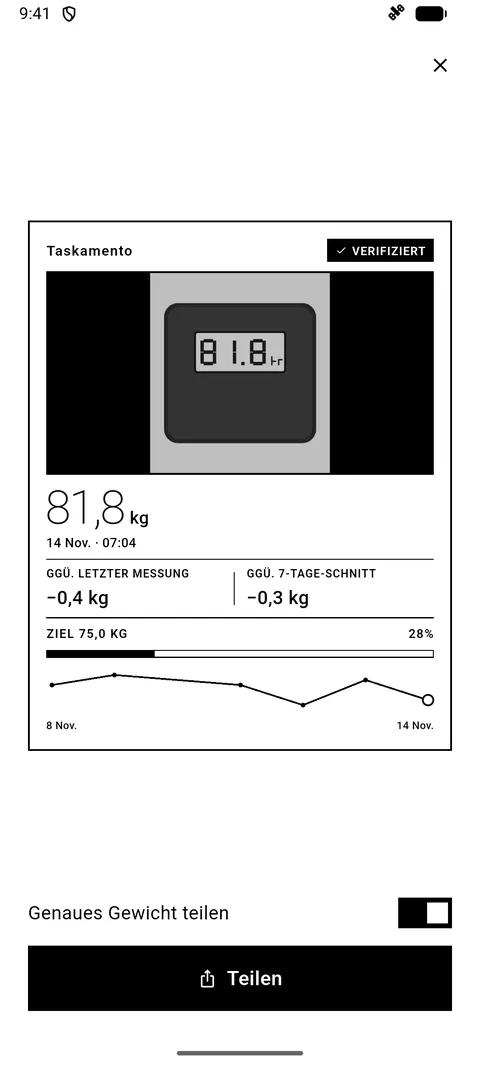 9:41
Taskamento
VERIFIZIERT
81.8
81,8 kg
14 Nov. · 07:04
GGÜ. LETZTER MESSUNG
−0,4 kg
GGÜ. 7-TAGE-SCHNITT
−0,3 kg
ZIEL 75,0 KG
28%
8 Nov.
14 Nov.
Genaues Gewicht teilen
Teilen